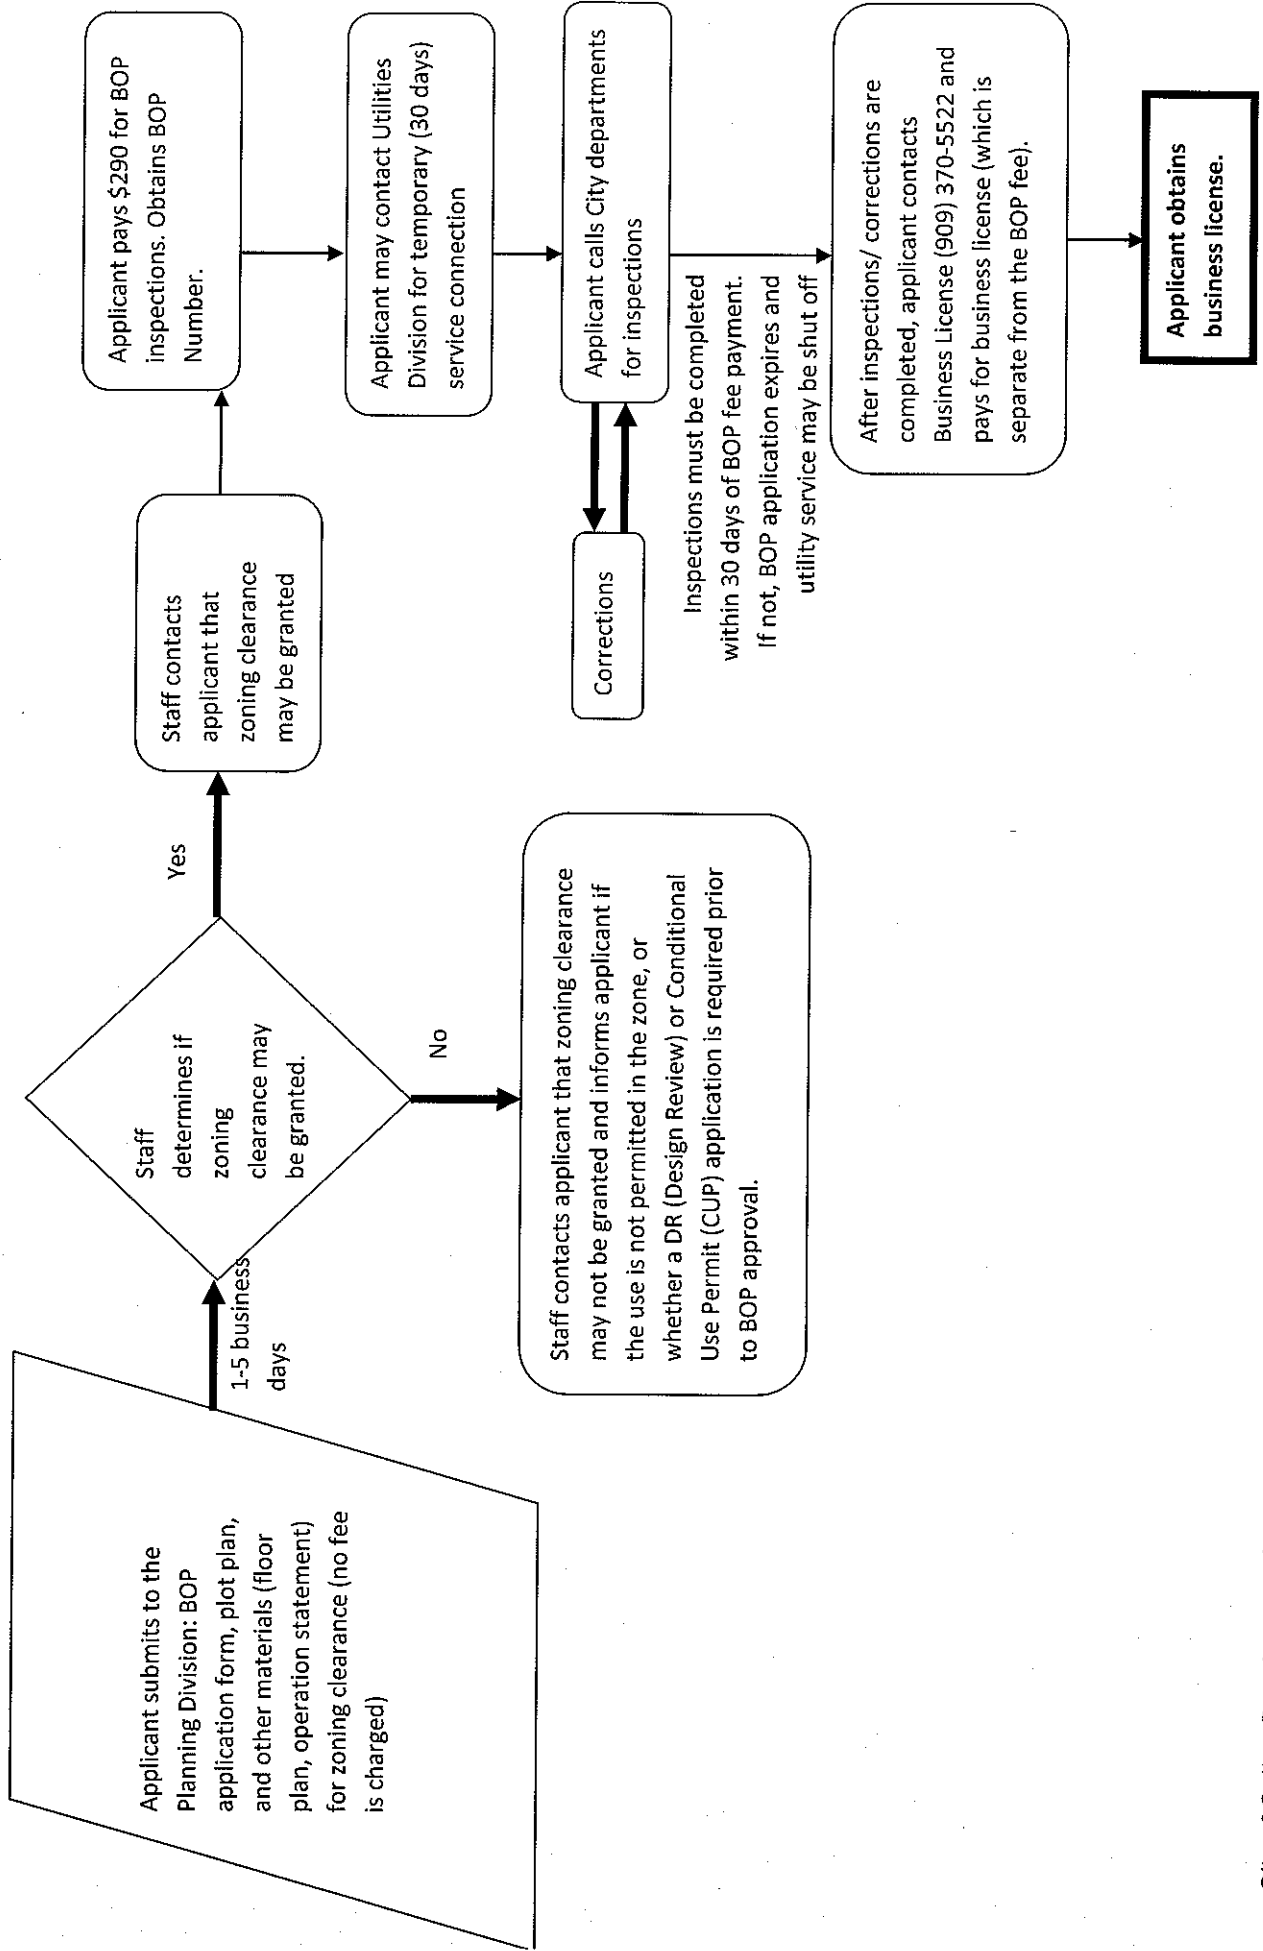 Applicant submits to the
Planning Division: BOP
application form, plot plan,
and other materials (floor
plan, operation statement)
for zoning clearance (no fee
is charged)
1-5 business
days
Staff
determines if
zoning
clearance may
be granted.
Yes
No
Staff contacts
applicant that
zoning clearance
may be granted
Staff contacts applicant that zoning clearance
may not be granted and informs applicant if
the use is not permitted in the zone, or
whether a DR (Design Review) or Conditional
Use Permit (CUP) application is required prior
to BOP approval.
Applicant pays $290 for BOP
inspections. Obtains BOP
Number.
Applicant may contact Utilities
Division for temporary (30 days)
service connection
Applicant calls City departments
for inspections
Corrections
Inspections must be completed
within 30 days of BOP fee payment.
If not, BOP application expires and
utility service may be shut off
After inspections/ corrections are
completed, applicant contacts
Business License (909) 370-5522 and
pays for business license (which is
separate from the BOP fee).
Applicant obtains
business license.